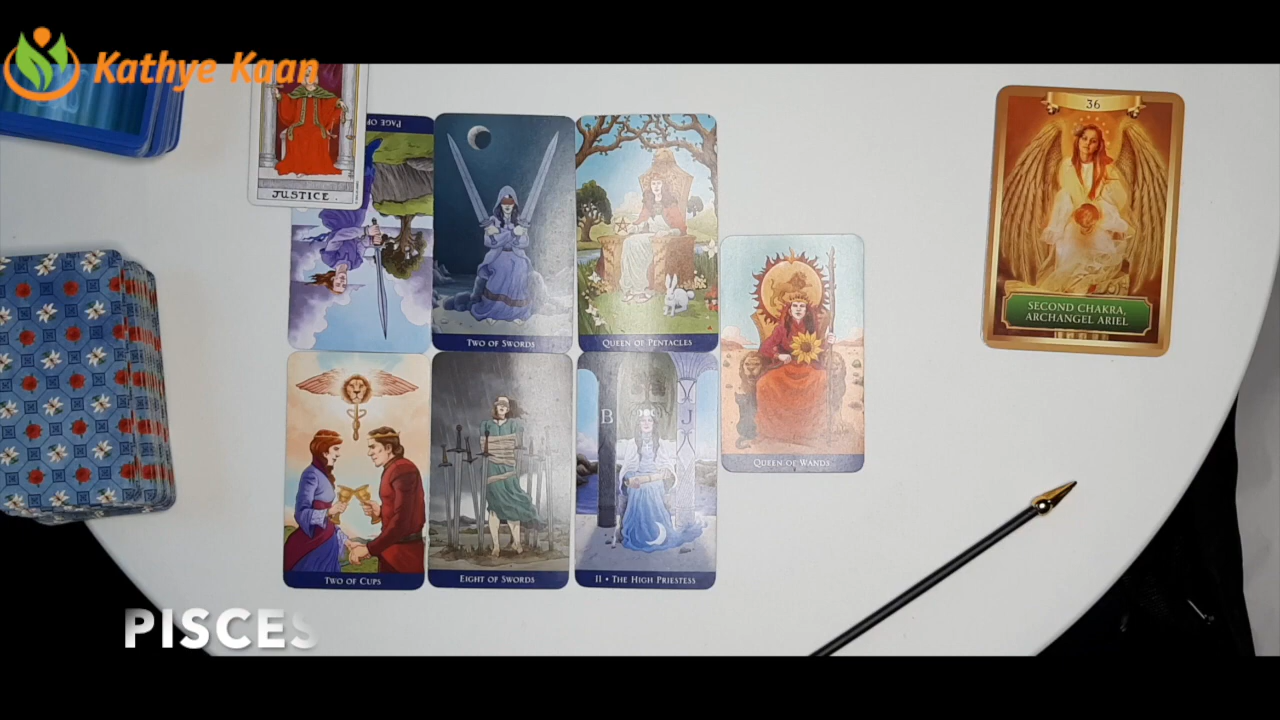 Kathye Kaan
36
JUSTICE.
PAGE OF
TWO OF SWORDS
QUEEN OF PENTACLES
SECOND CHAKRA,
ARCHANGEL ARIEL
B
J
QUEEN OF WANDS
TWO OF CUPS
EIGHT OF SWORDS
II • THE HIGH PRIESTESS
PISCES